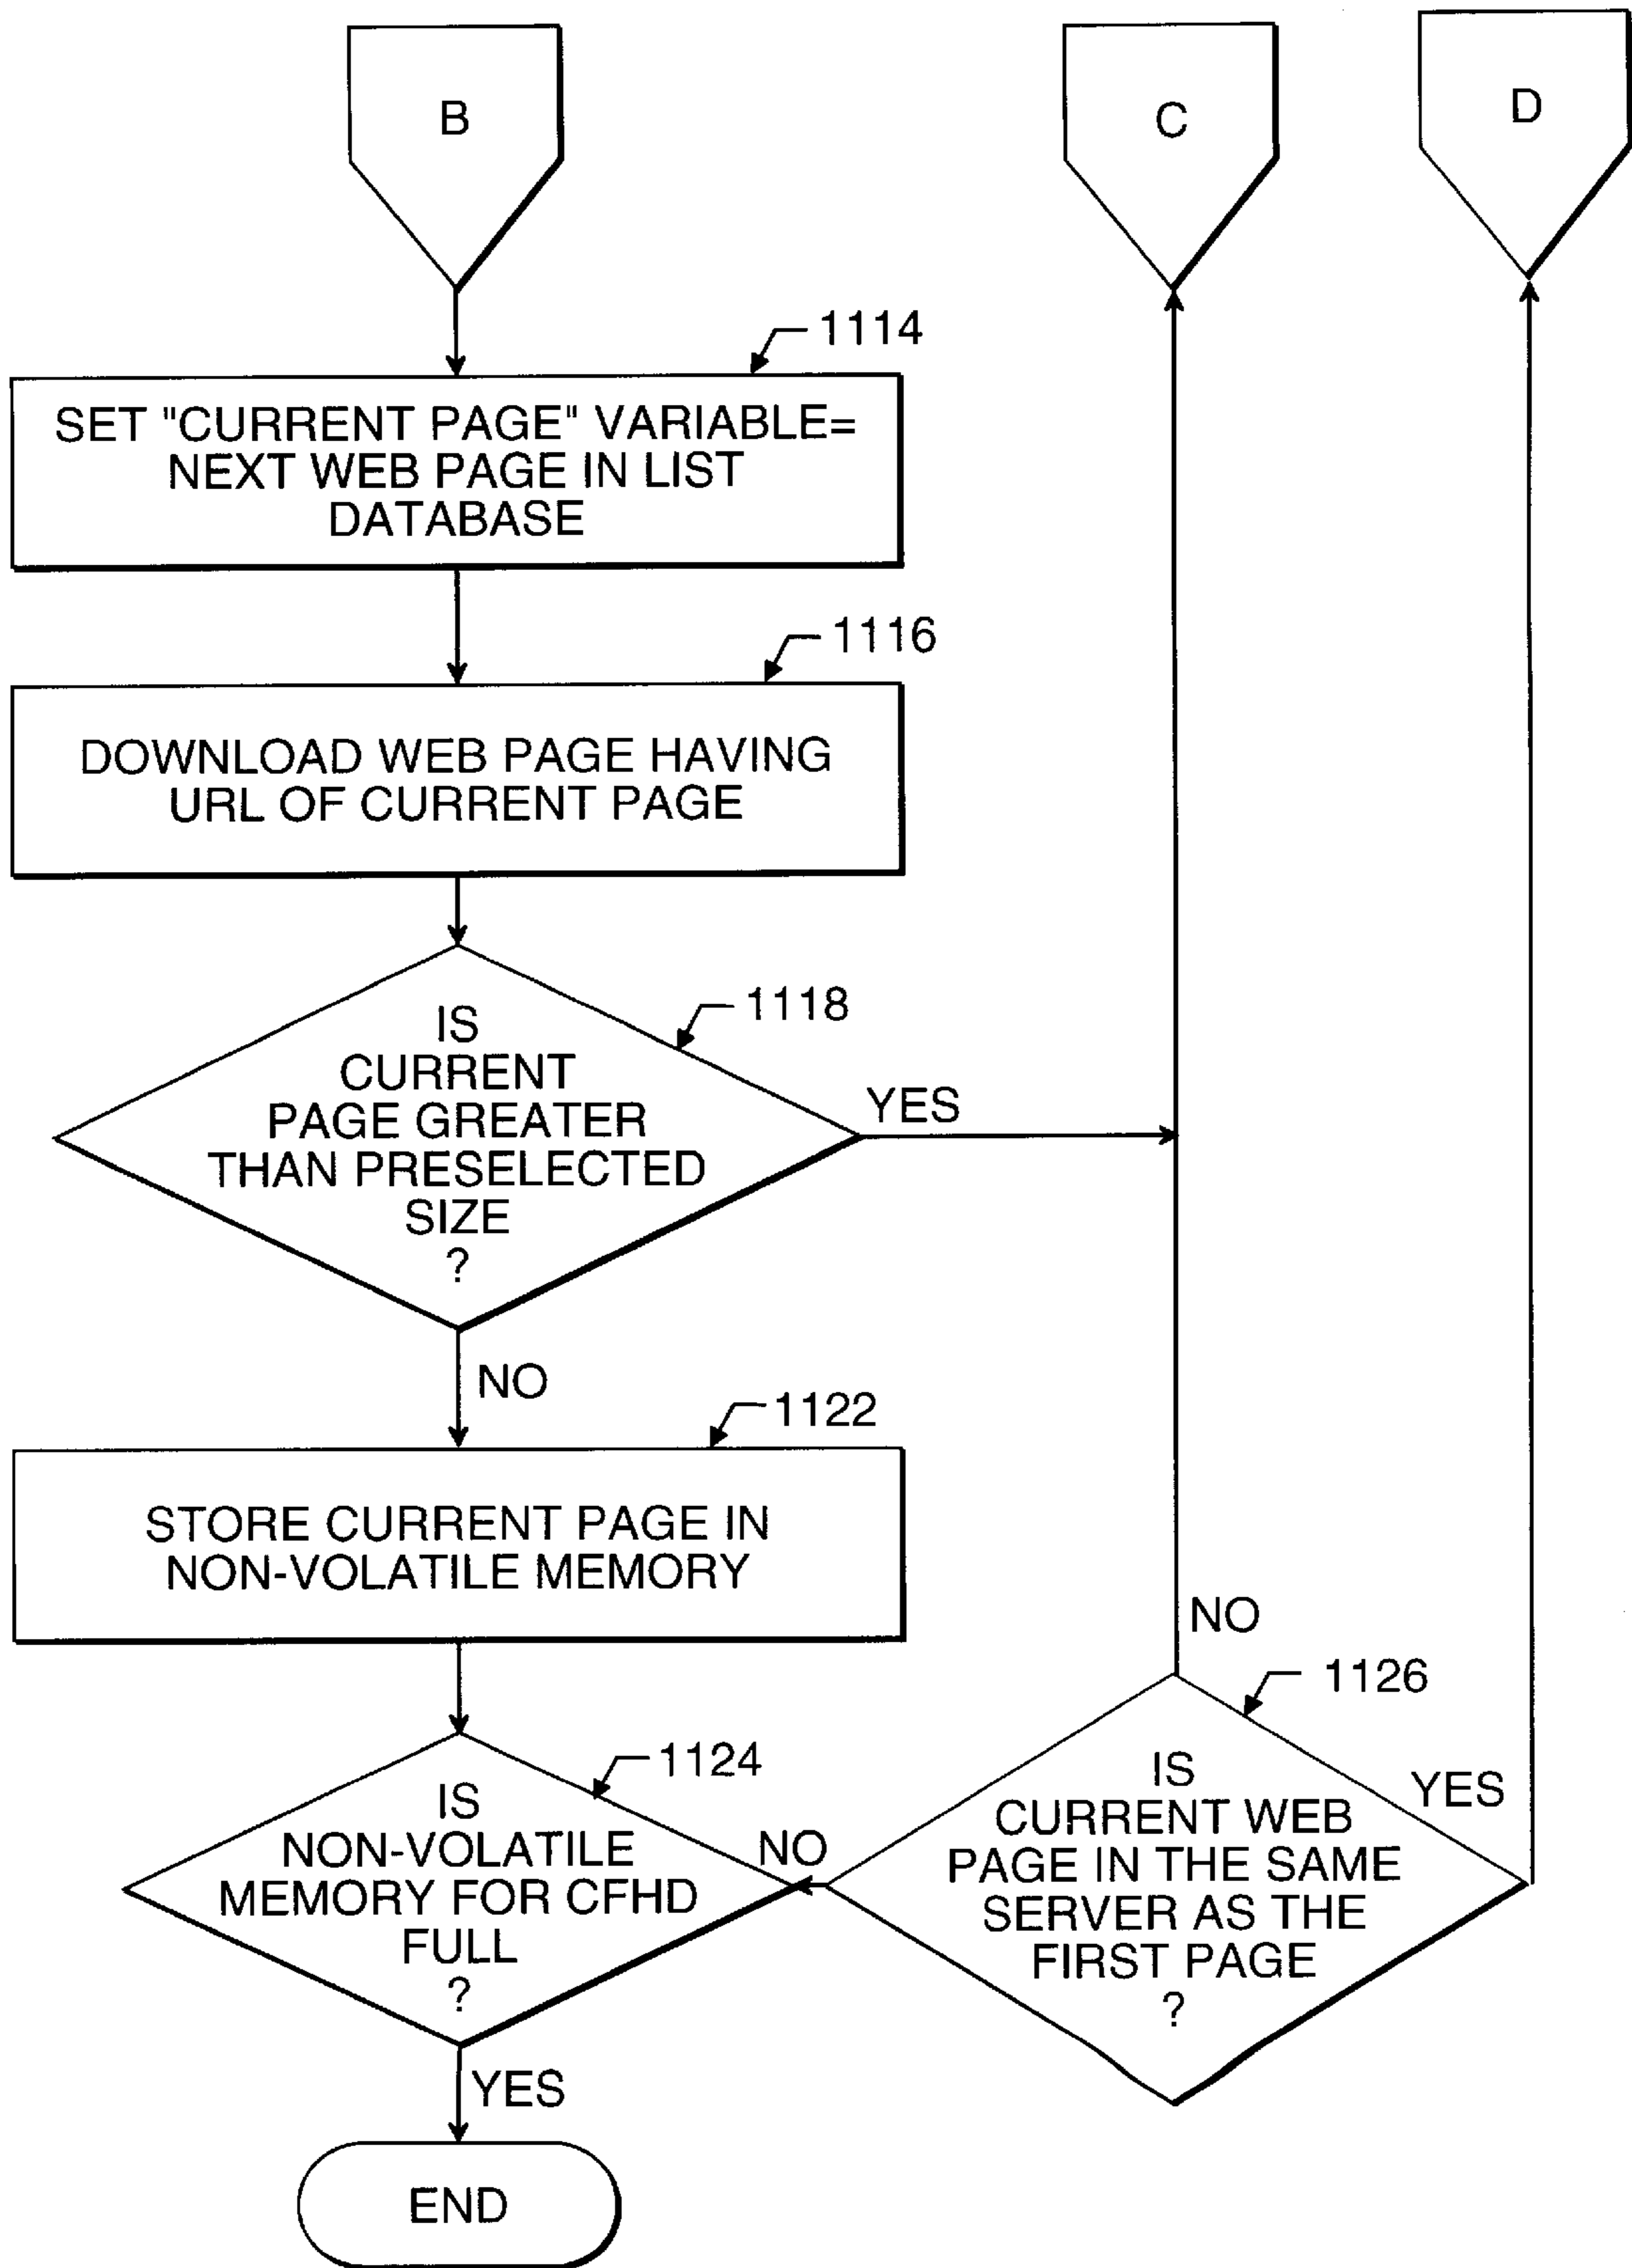 B
C
D
1114
SET "CURRENT PAGE" VARIABLE=
NEXT WEB PAGE IN LIST
DATABASE
1116
DOWNLOAD WEB PAGE HAVING
URL OF CURRENT PAGE
1118
IS
CURRENT
PAGE GREATER
THAN PRESELECTED
SIZE
?
YES
NO
1122
STORE CURRENT PAGE IN
NON-VOLATILE MEMORY
1124
IS
NON-VOLATILE
MEMORY FOR CFHD
FULL
?
NO
YES
END
1126
IS
CURRENT WEB
PAGE IN THE SAME
SERVER AS THE
FIRST PAGE
?
NO
YES